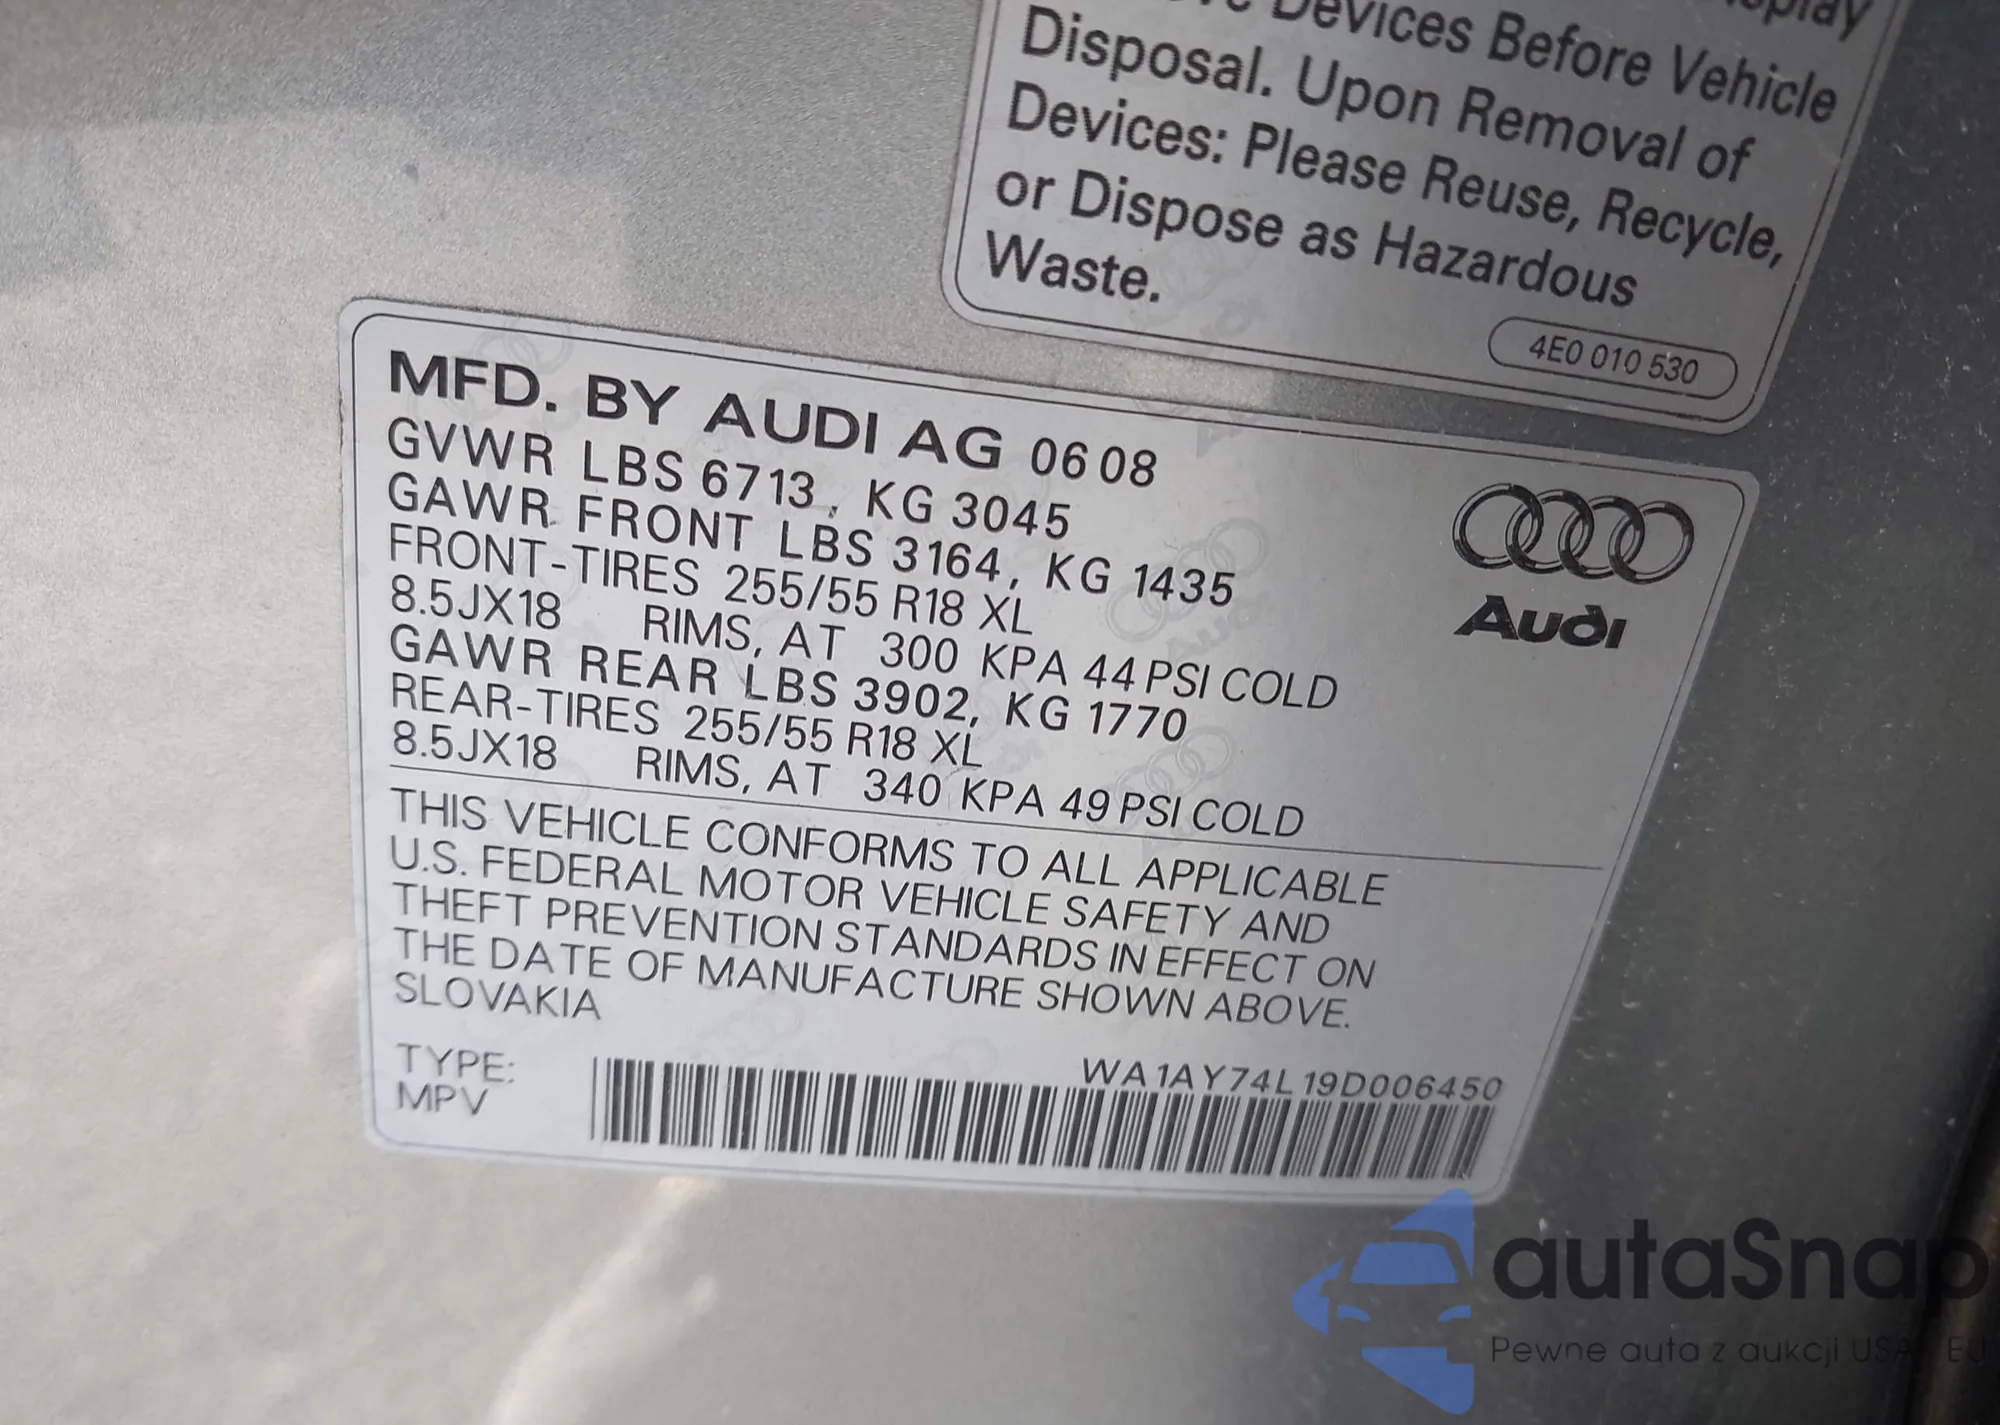 Devices Before Vehicle
Disposal. Upon Removal of
Devices: Please Reuse, Recycle,
or Dispose as Hazardous
Waste.
4E0 010 530
MFD. BY AUDI AG 06 08
GVWR LBS 6713, KG 3045
GAWR FRONT LBS 3164, KG 1435
FRONT-TIRES 255/55 R18 XL
8.5JX18 RIMS, AT 300 KPA 44 PSI COLD
GAWR REAR LBS 3902, KG 1770
REAR-TIRES 255/55 R18 XL
8.5JX18 RIMS, AT 340 KPA 49 PSI COLD
Audi
THIS VEHICLE CONFORMS TO ALL APPLICABLE
U.S. FEDERAL MOTOR VEHICLE SAFETY AND
THEFT PREVENTION STANDARDS IN EFFECT ON
THE DATE OF MANUFACTURE SHOWN ABOVE.
SLOVAKIA
TYPE:
MPV
WA1AY74L19D006450
autaSnap
Pewne auta z aukcji USA EU